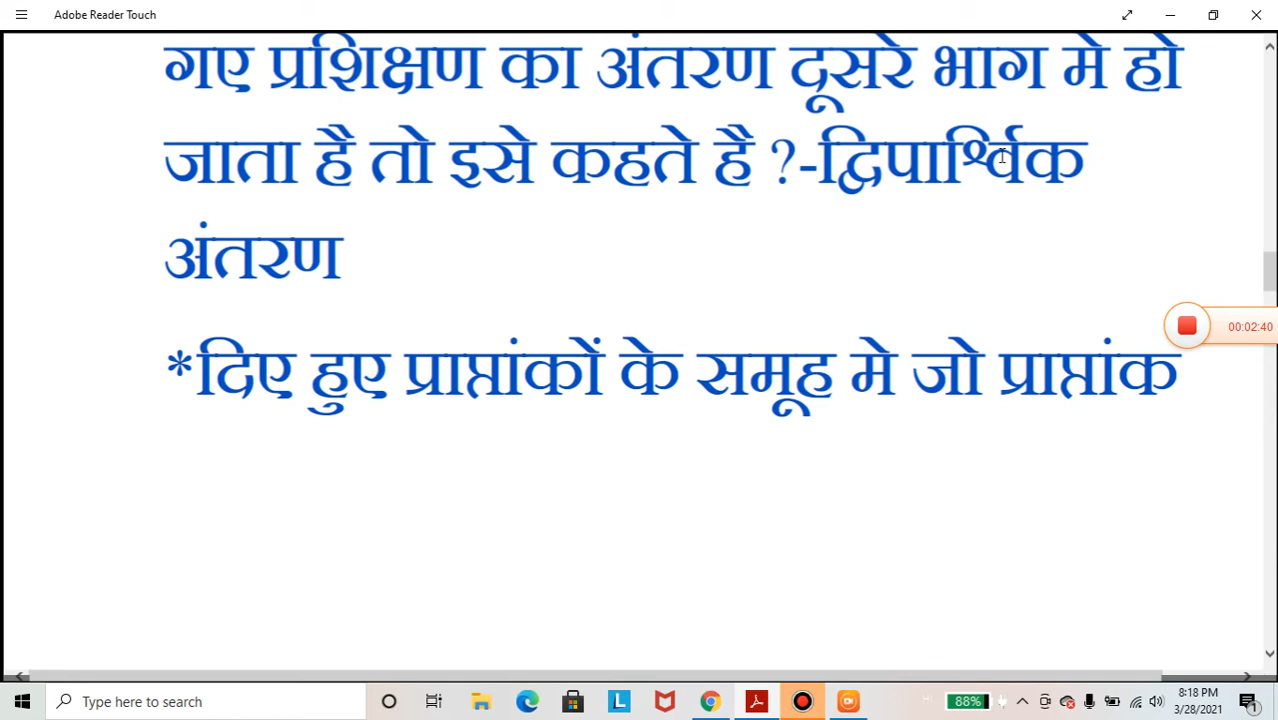 Adobe Reader Touch
गए प्रशिक्षण का अंतरण दूसरे भाग मे हो
जाता है तो इसे कहते है ?-द्विपार्श्विक
अंतरण
*दिए हुए प्राप्तांकों के समूह मे जो प्राप्तांक
00:02:40
Type here to search
88%
8:18 PM
3/28/2021